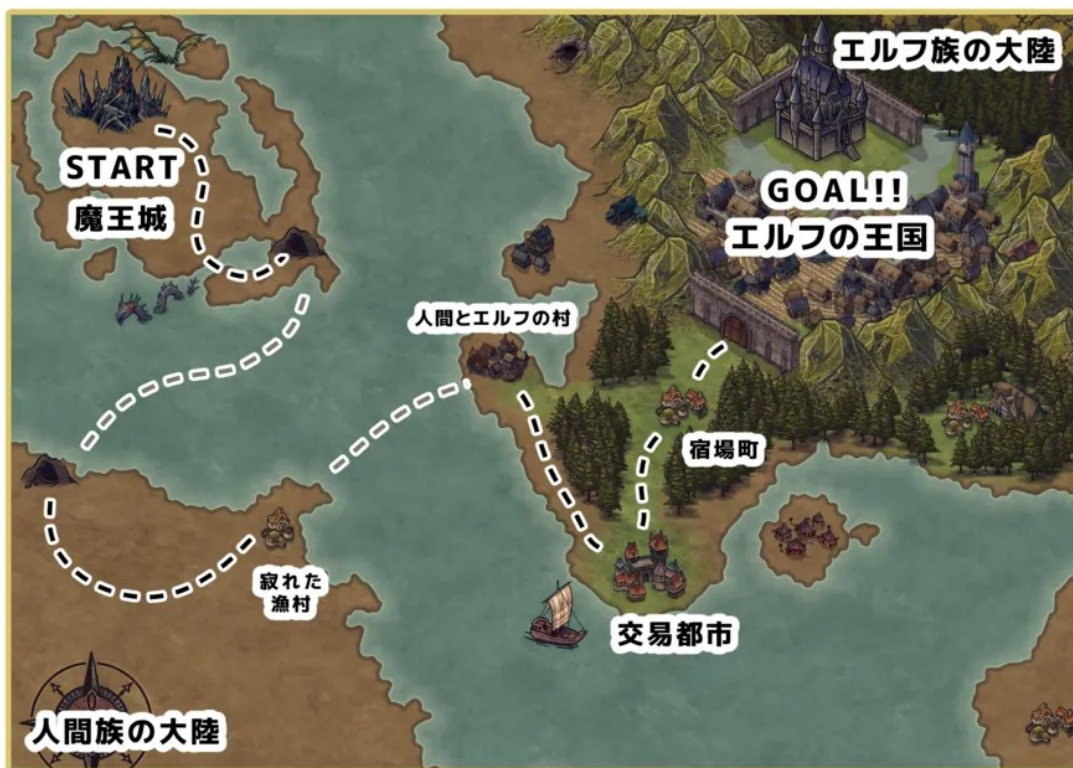 エルフ族の大陸
START
魔王城
GOAL!!
エルフの王国
人間とエルフの村
宿場町
寂れた
漁村
交易都市
人間族の大陸